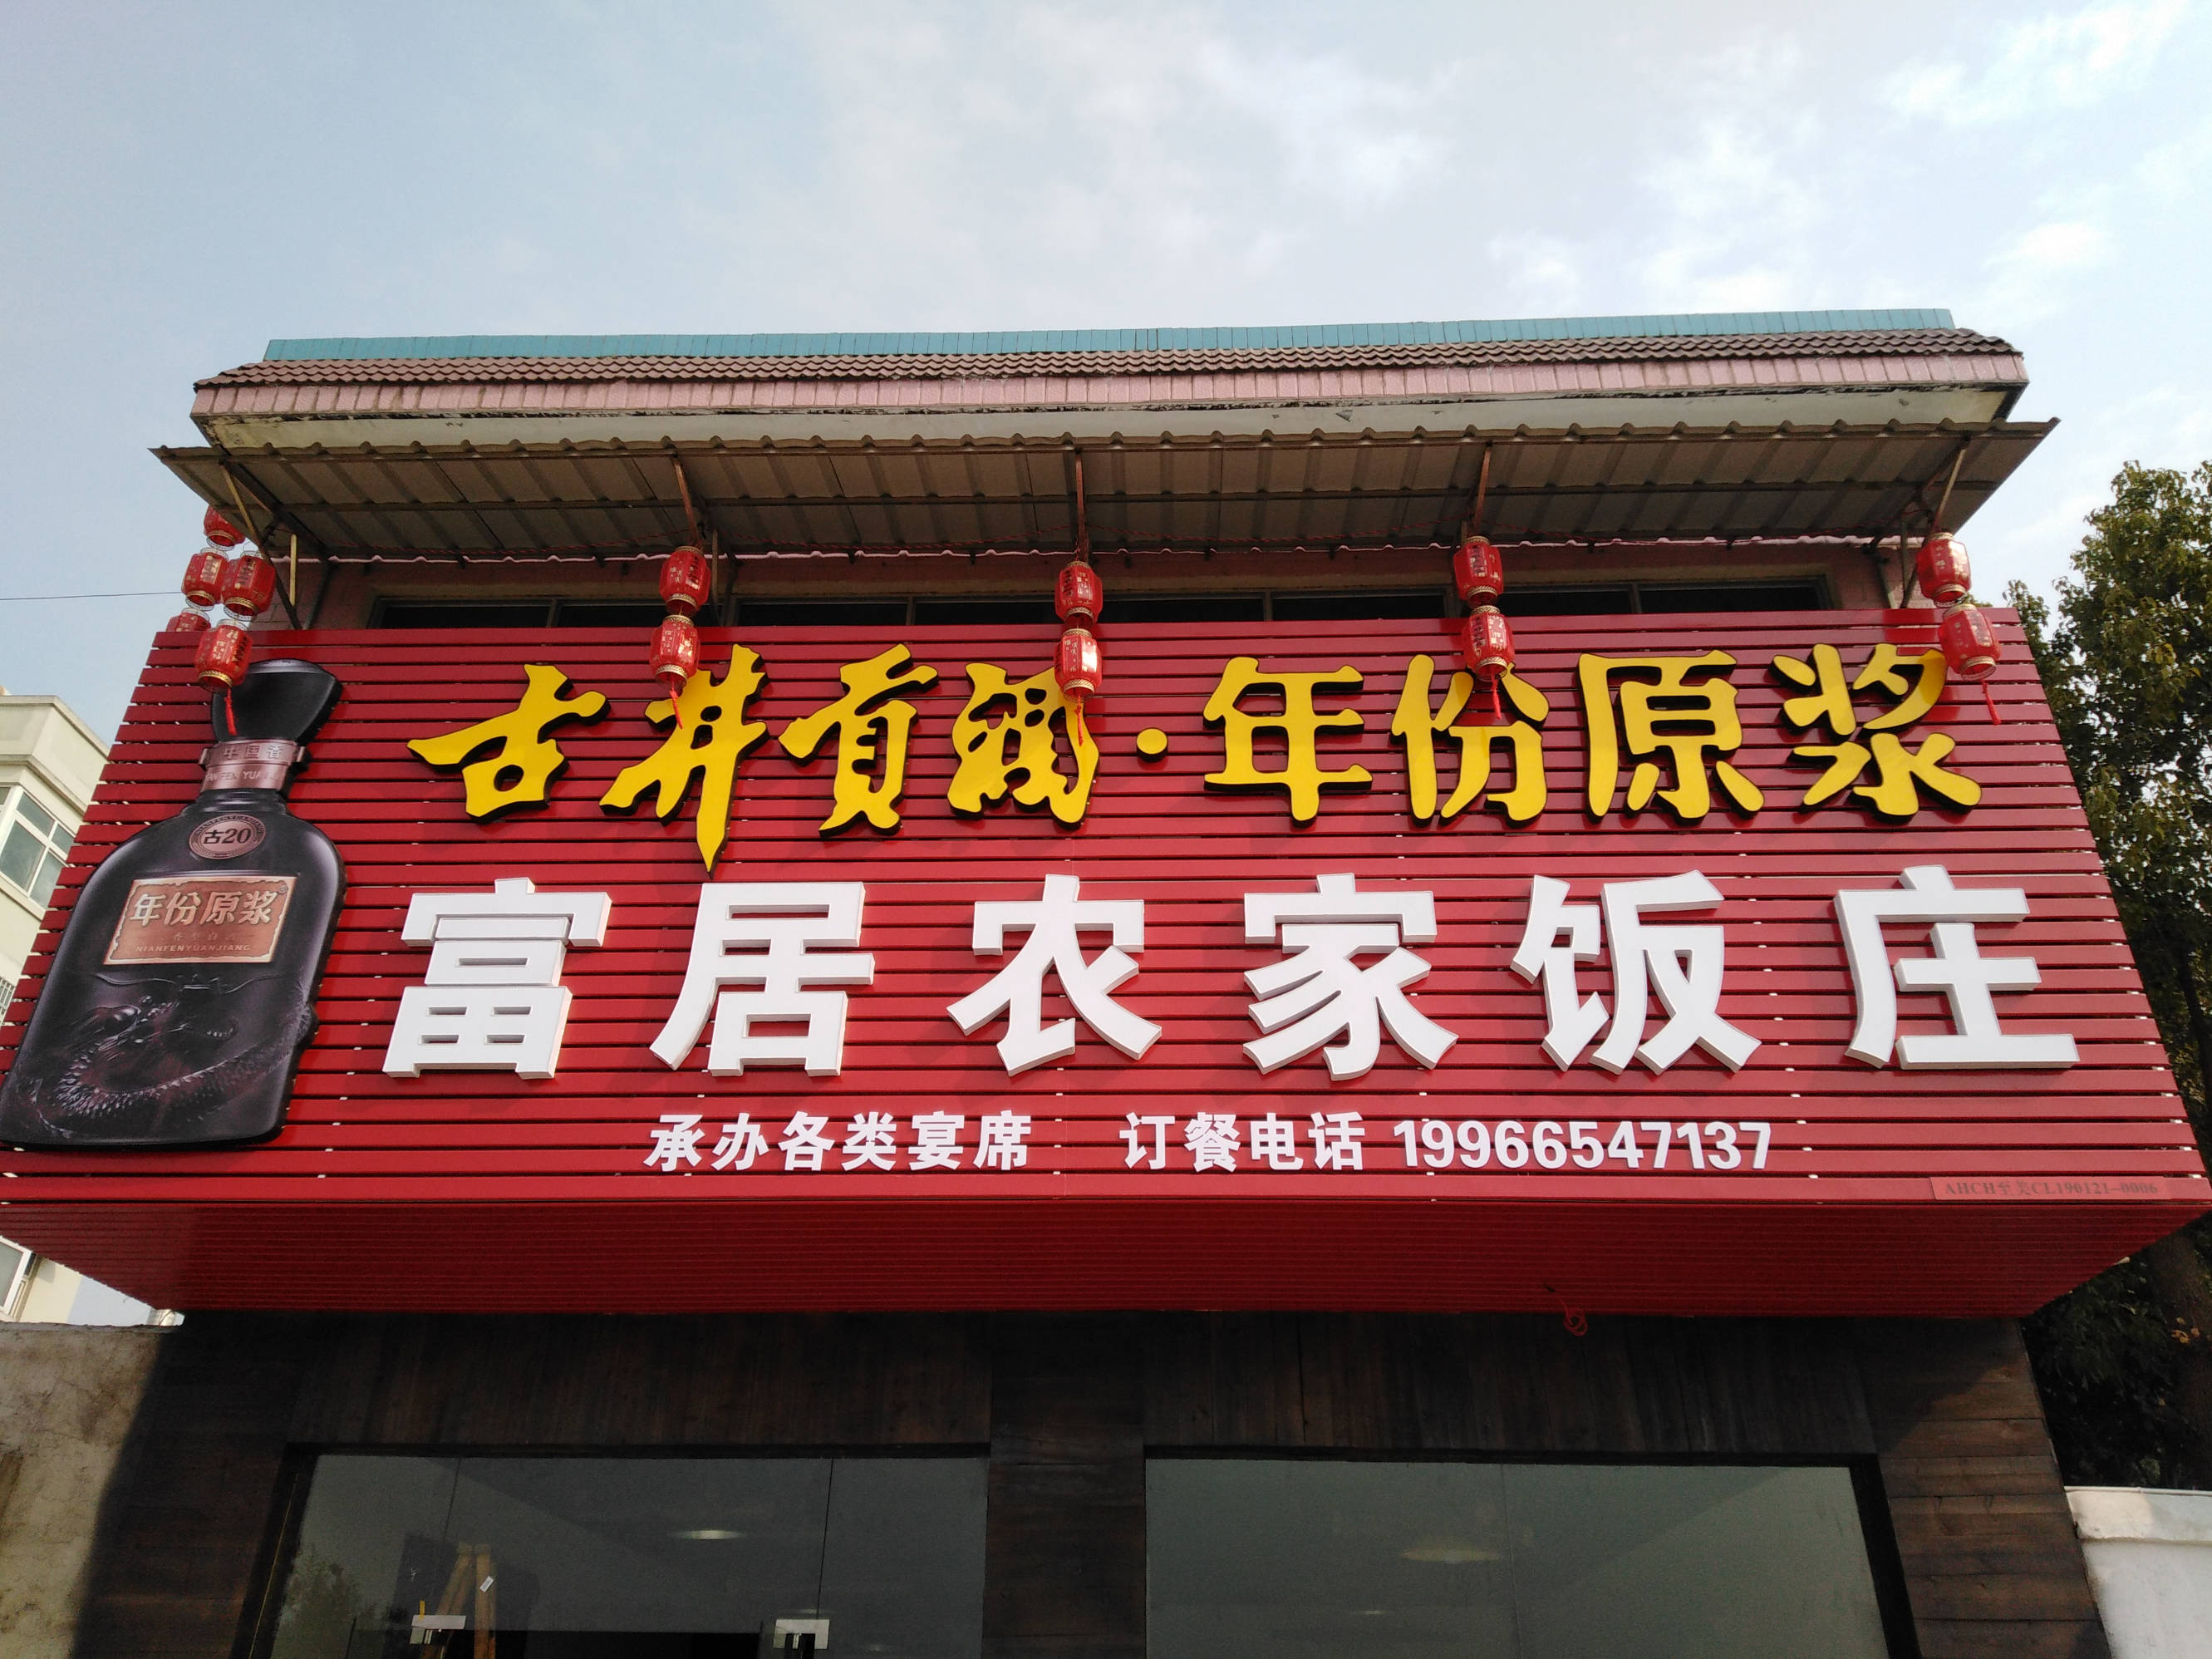 古井贡酒·年份原浆
富居农家饭庄
承办各类宴席 订餐电话 19966547137
古20
年份原浆
NIANFENYUANJIANG